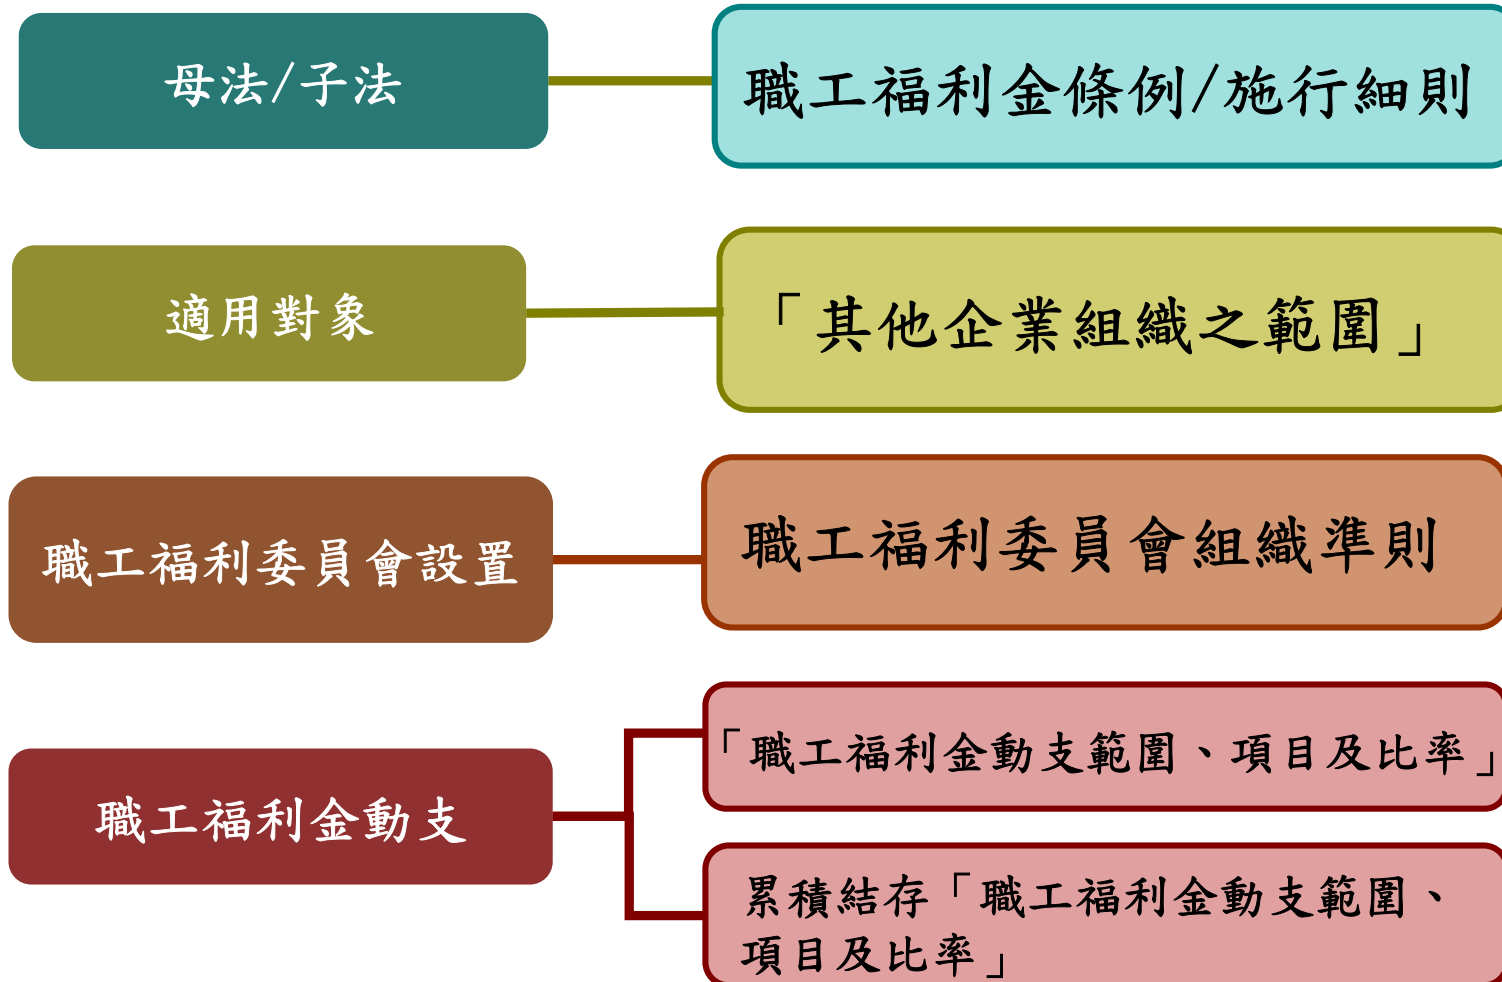 母法/子法
職工福利金條例/施行細則
適用對象
「其他企業組織之範圍」
職工福利委員會設置
職工福利委員會組織準則
職工福利金動支
「職工福利金動支範圍、項目及比率」
累積結存「職工福利金動支範圍、
項目及比率」